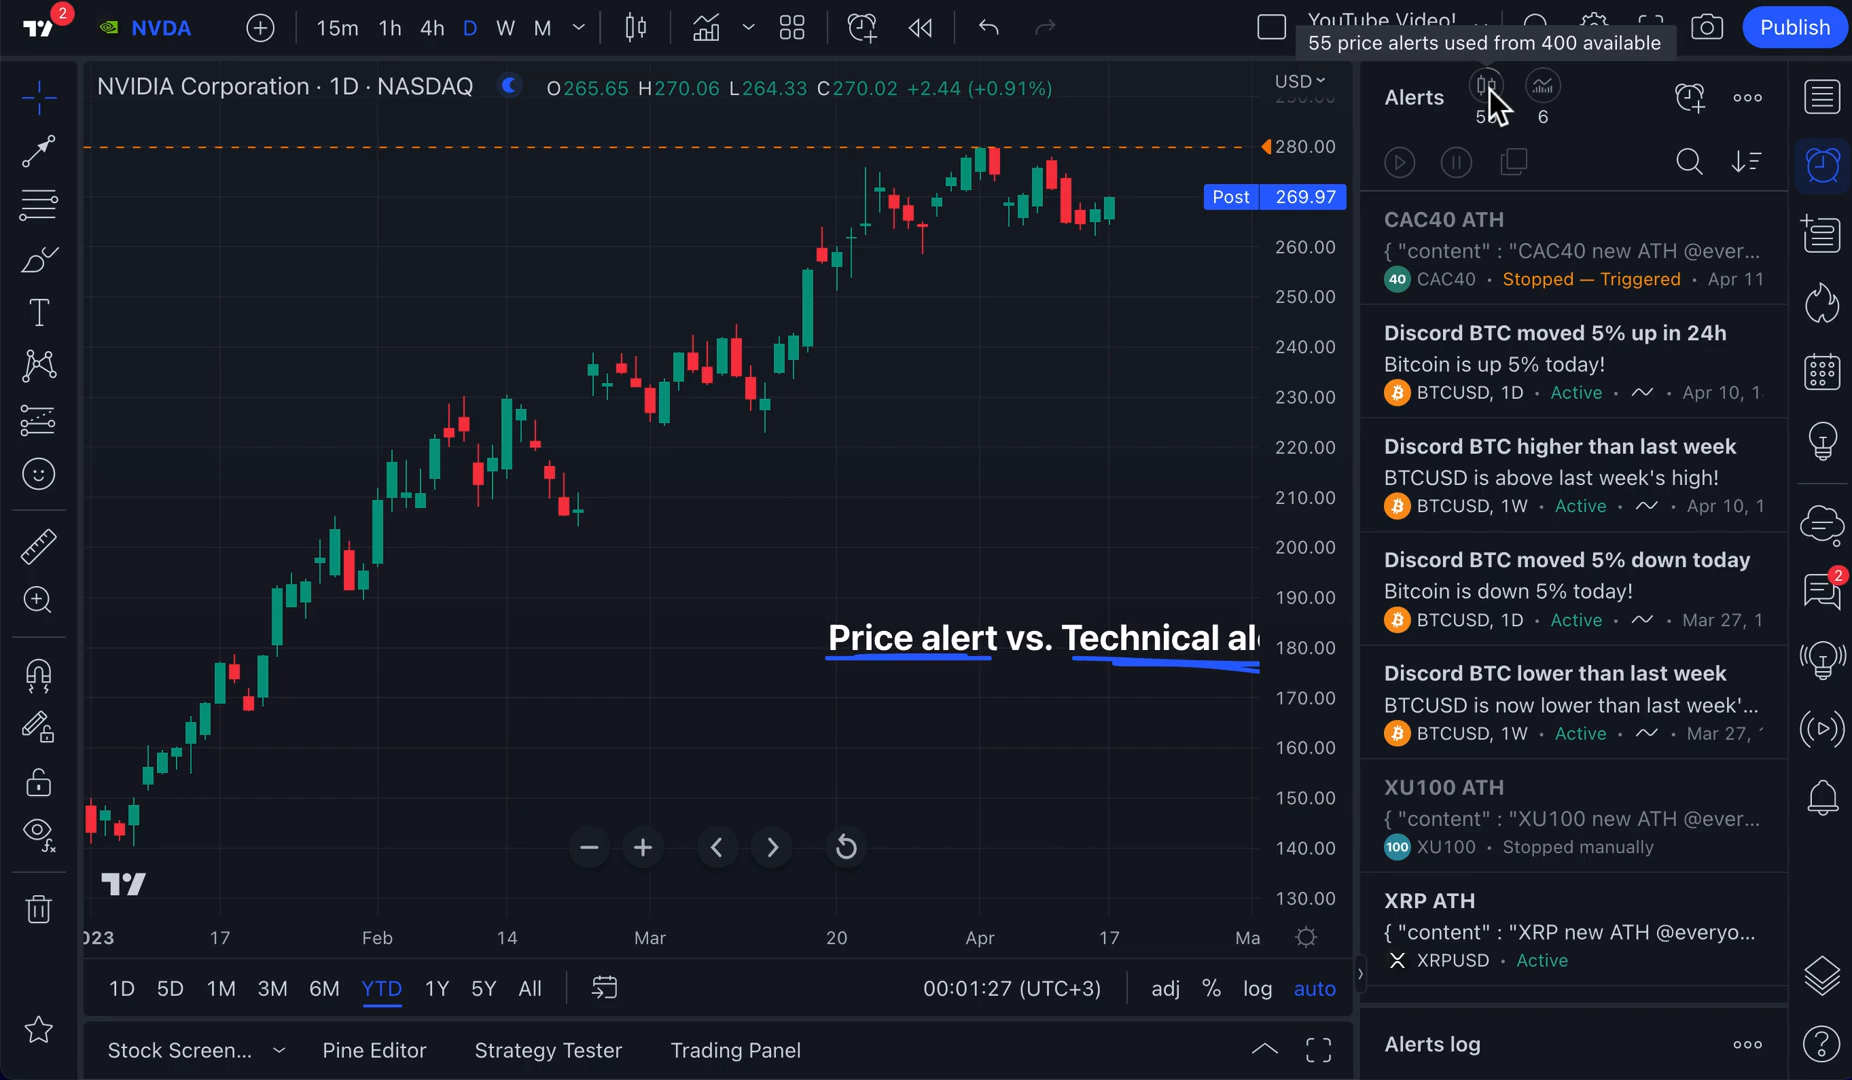 2
NVDA
15m 1h 4h D W M
YouTube Video!
Publish
55 price alerts used from 400 available
NVIDIA Corporation · 1D · NASDAQ
O265.65 H270.06 L264.33 C270.02 +2.44 (+0.91%)
USD
280.00
Post 269.97
260.00
250.00
240.00
230.00
220.00
210.00
200.00
190.00
180.00
170.00
160.00
150.00
140.00
130.00
Price alert vs. Technical al
023 17 Feb 14 Mar 20 Apr 17 Ma
1D 5D 1M 3M 6M YTD 1Y 5Y All
00:01:27 (UTC+3)
adj % log auto
Stock Screen... Pine Editor Strategy Tester Trading Panel
Alerts
6
CAC40 ATH
{ "content" : "CAC40 new ATH @ever...
40 CAC40 · Stopped — Triggered · Apr 11
Discord BTC moved 5% up in 24h
Bitcoin is up 5% today!
BTCUSD, 1D · Active · Apr 10, 1
Discord BTC higher than last week
BTCUSD is above last week's high!
BTCUSD, 1W · Active · Apr 10, 1
Discord BTC moved 5% down today
Bitcoin is down 5% today!
BTCUSD, 1D · Active · Mar 27, 1
Discord BTC lower than last week
BTCUSD is now lower than last week'...
BTCUSD, 1W · Active · Mar 27,
XU100 ATH
{ "content" : "XU100 new ATH @ever...
100 XU100 · Stopped manually
XRP ATH
{ "content" : "XRP new ATH @everyo...
XRPUSD · Active
Alerts log
2